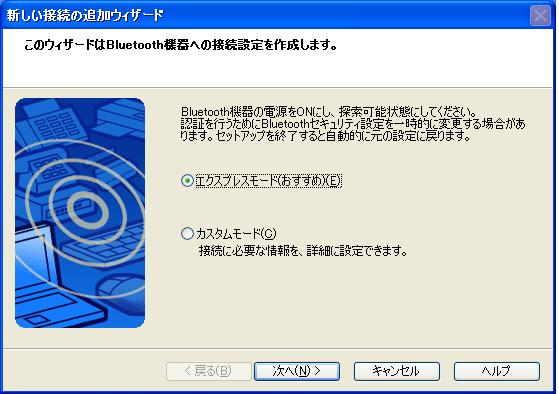 新しい接続の追加ウィザード
このウィザードはBluetooth機器への接続設定を作成します。
Bluetooth機器の電源をONにし、探索可能状態にしてください。
認証を行うためにBluetoothセキュリティ設定を一時的に変更する場合があ
ります。セットアップを終了すると自動的に元の設定に戻ります。
エクスプレスモード(おすすめ)(E)
カスタムモード(C)
接続に必要な情報を、詳細に設定できます。
< 戻る(B)
次へ(N) >
キャンセル
ヘルプ